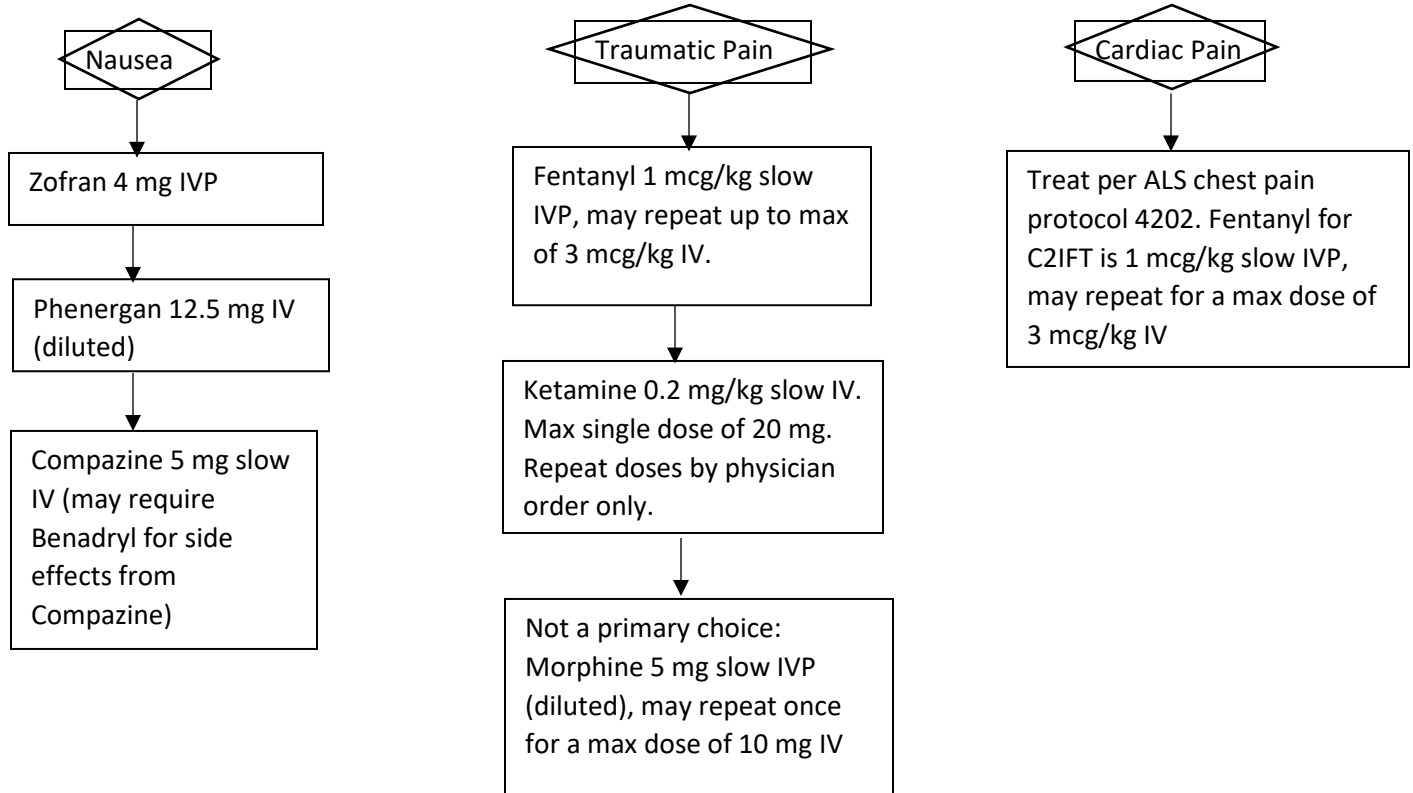 Nausea
Zofran 4 mg IVP
Phenergan 12.5 mg IV
(diluted)
Compazine 5 mg slow
IV (may require
Benadryl for side
effects from
Compazine)
Traumatic Pain
Fentanyl 1 mcg/kg slow
IVP, may repeat up to max
of 3 mcg/kg IV.
Ketamine 0.2 mg/kg slow IV.
Max single dose of 20 mg.
Repeat doses by physician
order only.
Not a primary choice:
Morphine 5 mg slow IVP
(diluted), may repeat once
for a max dose of 10 mg IV
Cardiac Pain
Treat per ALS chest pain
protocol 4202. Fentanyl for
C2IFT is 1 mcg/kg slow IVP,
may repeat for a max dose of
3 mcg/kg IV